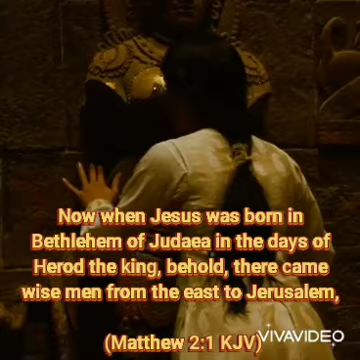 Now when Jesus was born in
Bethlehem of Judaea in the days of
Herod the king, behold, there came
wise men from the east to Jerusalem,
(Matthew 2:1 KJV)
VIVAVIDEO